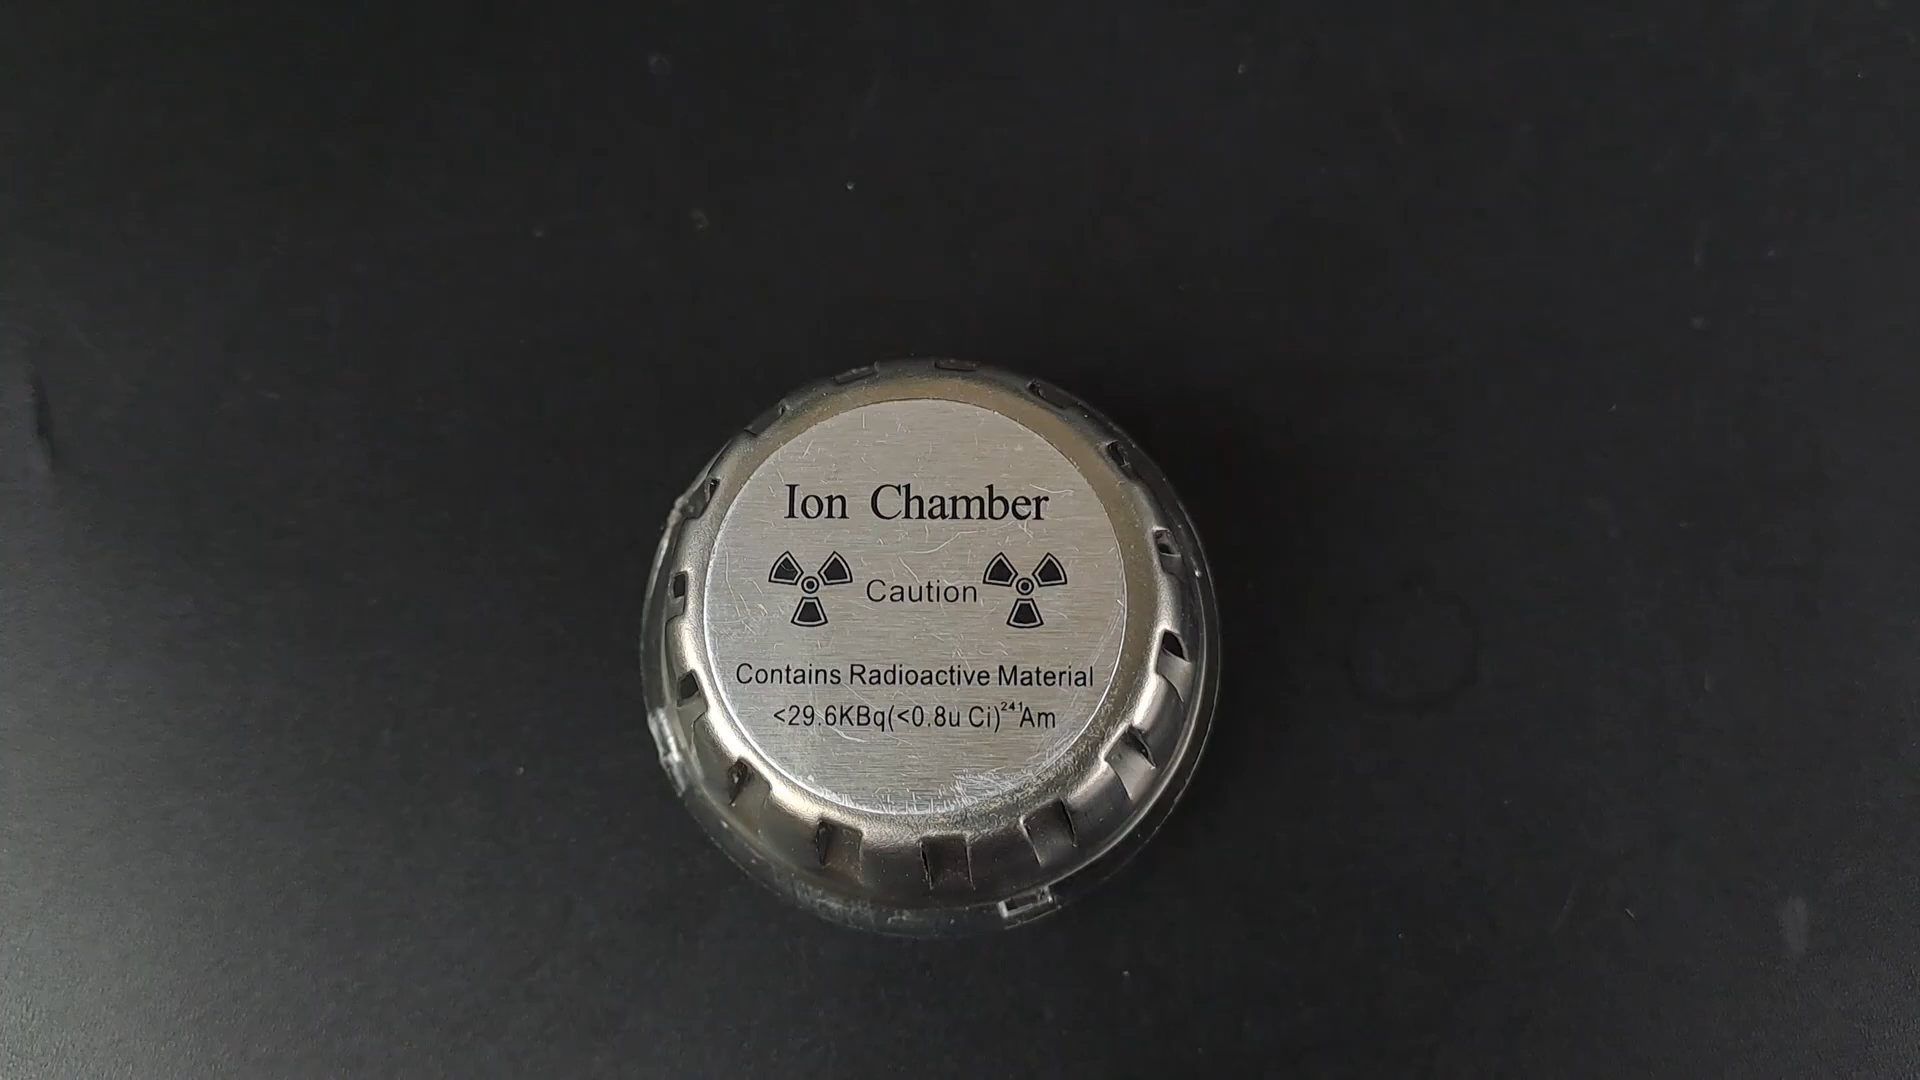 Ion Chamber
Caution
Contains Radioactive Material
<29.6KBq(<0.8u Ci)²⁴¹Am